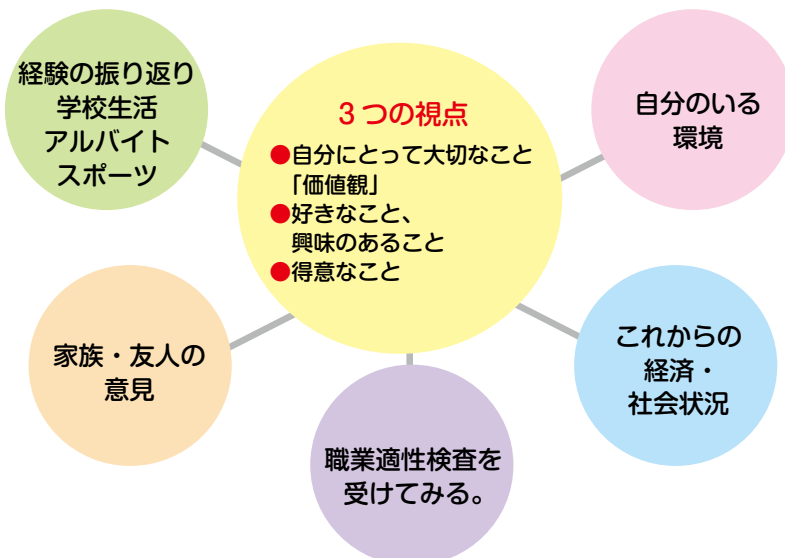 経験の振り返り
学校生活
アルバイト
スポーツ
3つの視点
●自分にとって大切なこと
「価値観」
●好きなこと、
興味のあること
●得意なこと
自分のいる
環境
家族・友人の
意見
職業適性検査を
受けてみる。
これからの
経済・
社会状況